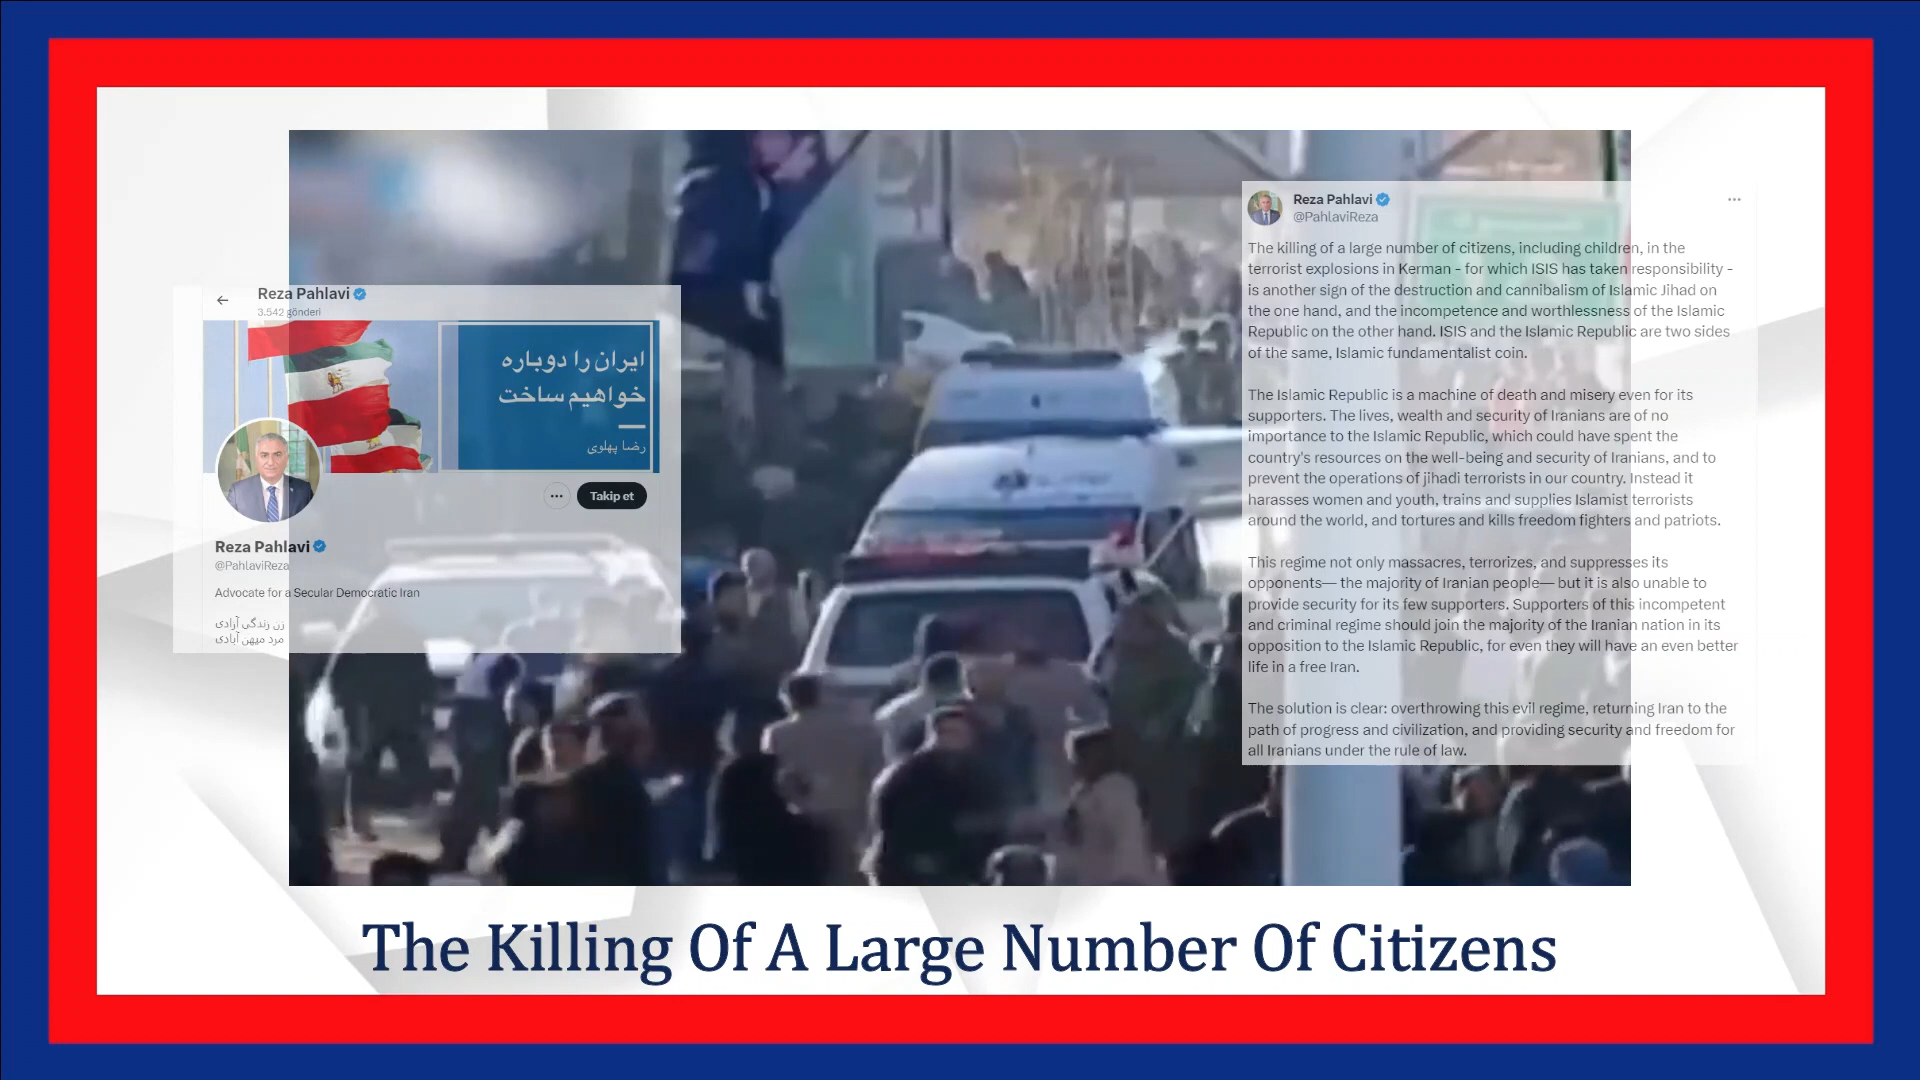 Reza Pahlavi
3.542 gönderi
ایران را دوباره
خواهیم ساخت
رضا پهلوی
Takip et
Reza Pahlavi
@PahlaviReza
Advocate for a Secular Democratic Iran
زن زندگی آزادی
مرد میهن آبادی
Reza Pahlavi
@PahlaviReza
The killing of a large number of citizens, including children, in the
terrorist explosions in Kerman - for which ISIS has taken responsibility -
is another sign of the destruction and cannibalism of Islamic Jihad on
the one hand, and the incompetence and worthlessness of the Islamic
Republic on the other hand. ISIS and the Islamic Republic are two sides
of the same, Islamic fundamentalist coin.
The Islamic Republic is a machine of death and misery even for its
supporters. The lives, wealth and security of Iranians are of no
importance to the Islamic Republic, which could have spent the
country's resources on the well-being and security of Iranians, and to
prevent the operations of jihadi terrorists in our country. Instead it
harasses women and youth, trains and supplies Islamist terrorists
around the world, and tortures and kills freedom fighters and patriots.
This regime not only massacres, terrorizes, and suppresses its
opponents— the majority of Iranian people— but it is also unable to
provide security for its few supporters. Supporters of this incompetent
and criminal regime should join the majority of the Iranian nation in its
opposition to the Islamic Republic, for even they will have an even better
life in a free Iran.
The solution is clear: overthrowing this evil regime, returning Iran to the
path of progress and civilization, and providing security and freedom for
all Iranians under the rule of law.
The Killing Of A Large Number Of Citizens